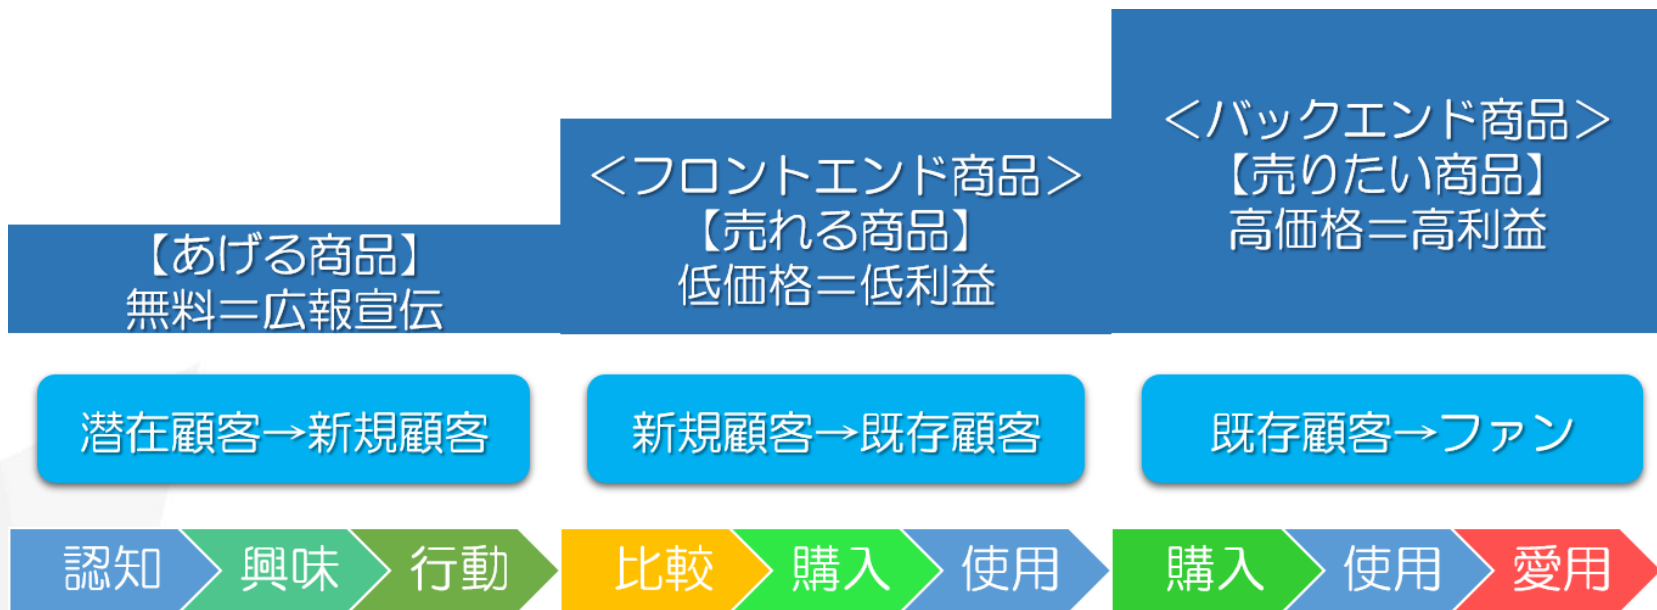 【あげる商品】
無料＝広報宣伝
＜フロントエンド商品＞
【売れる商品】
低価格＝低利益
＜バックエンド商品＞
【売りたい商品】
高価格＝高利益
潜在顧客→新規顧客
新規顧客→既存顧客
既存顧客→ファン
認知
興味
行動
比較
購入
使用
購入
使用
愛用